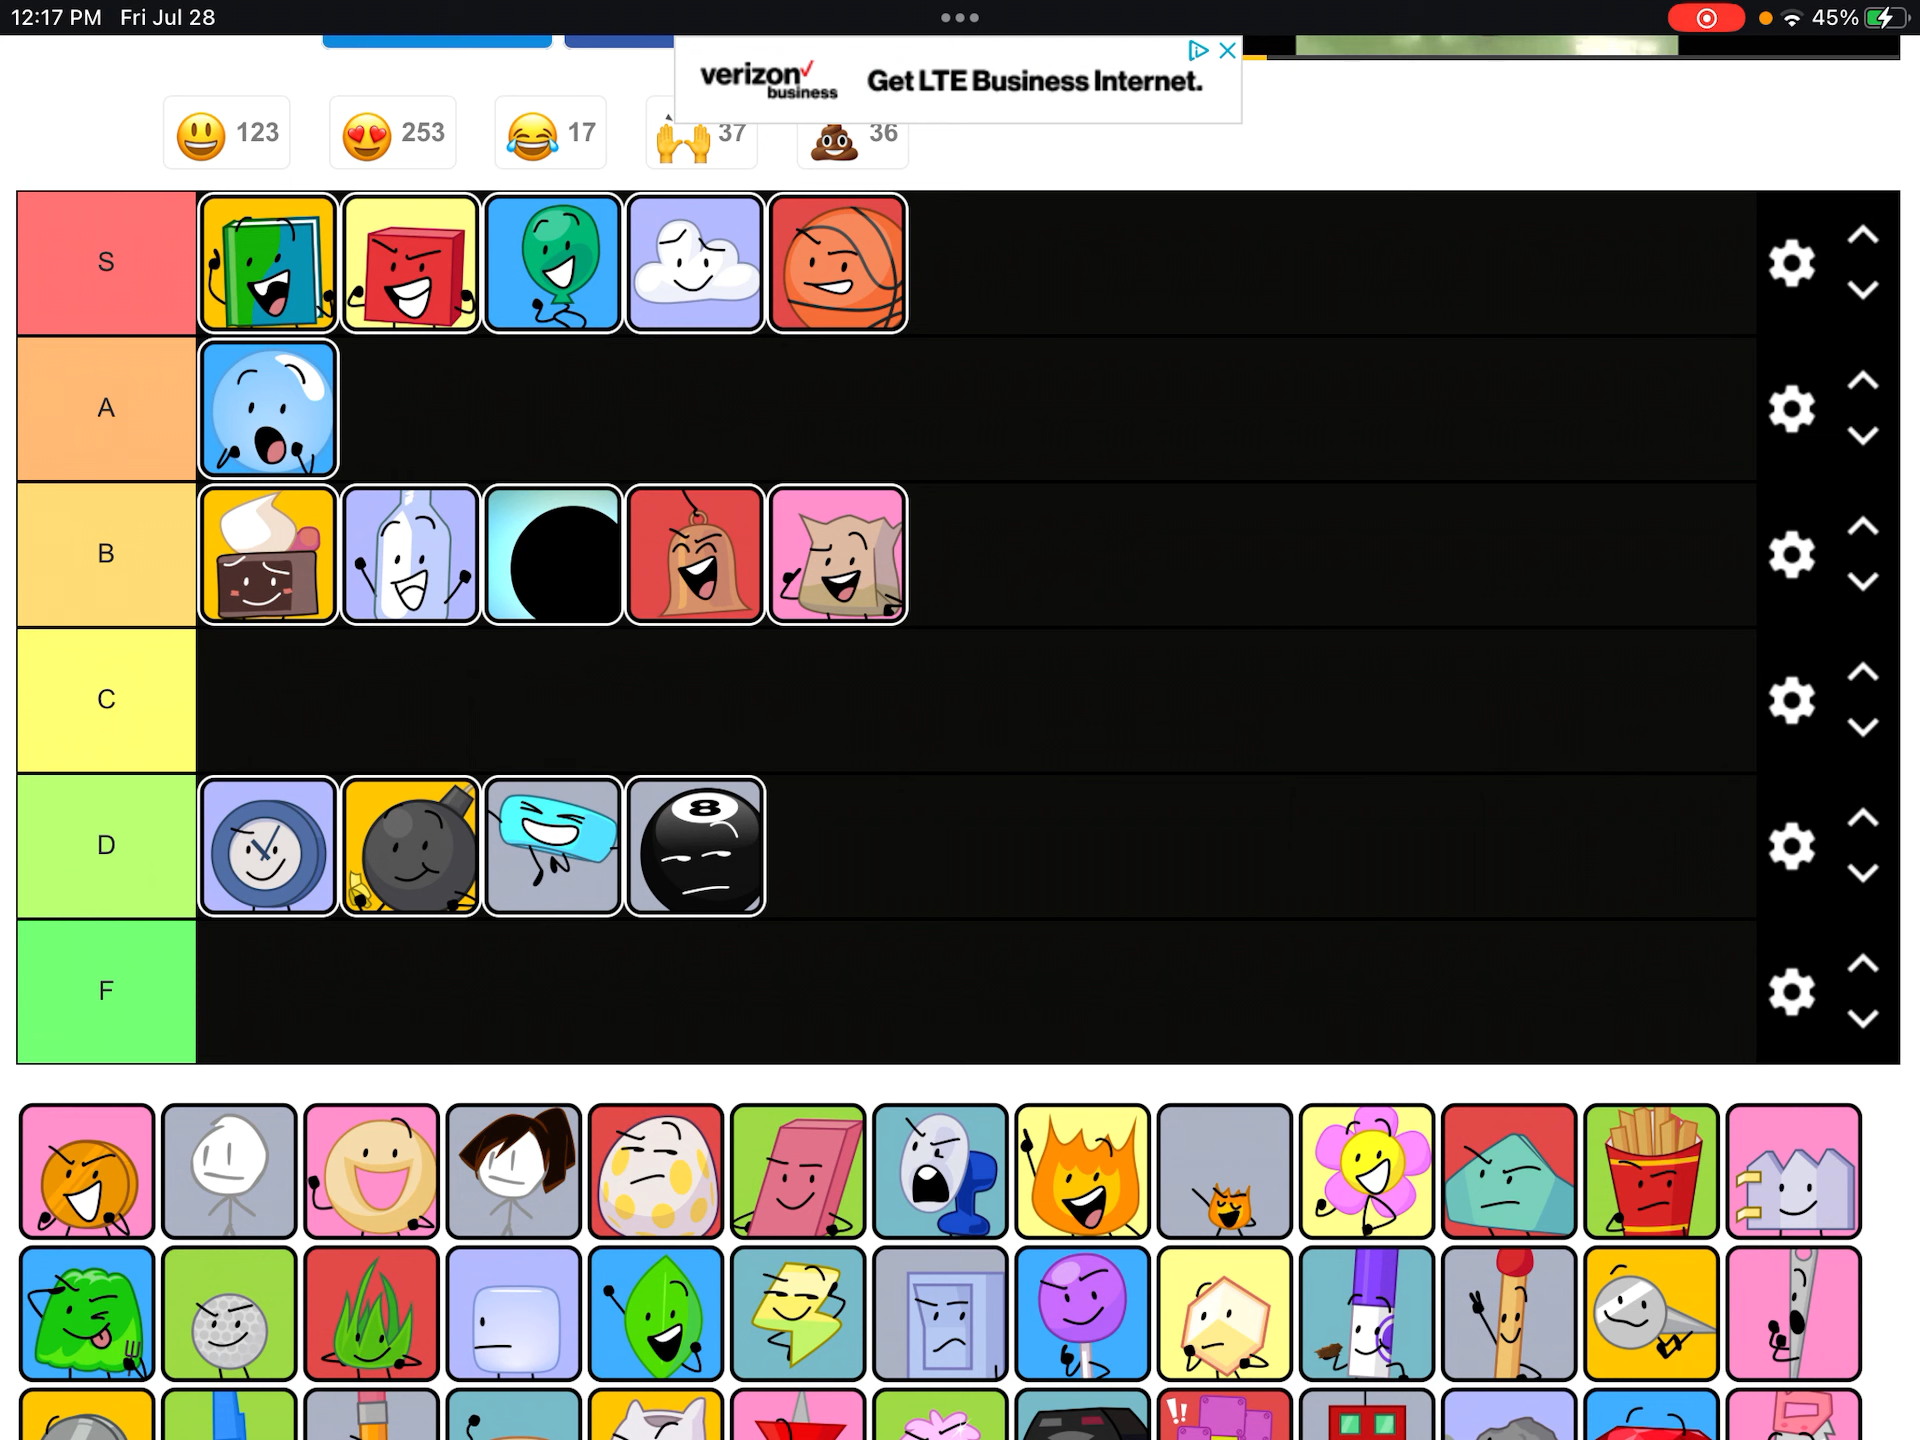 12:17 PM Fri Jul 28
45%
verizon
business
Get LTE Business Internet.
123
253
17
37
36
S
A
B
C
D
8
F
!!